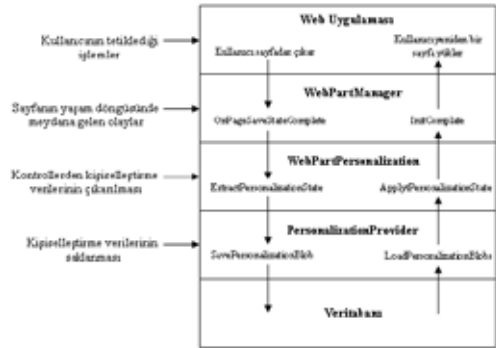 Web Uygulaması
Kullanıcının tetiklediği
işlemler
Kullanıcı sayfadan çıkar
Kullanıcı yeniden bir
sayfa yükler
WebPartManager
Sayfanın yaşam döngüsünde
meydana gelen olaylar
OnPageSaveStateComplete
InitComplete
WebPartPersonalization
Kontrollerden kişiselleştirme
verilerinin çıkarılması
ExtractPersonalizationState
ApplyPersonalizationState
PersonalizationProvider
Kişiselleştirme verilerinin
saklanması
SavePersonalizationBlob
LoadPersonalizationBlobs
Veritabanı